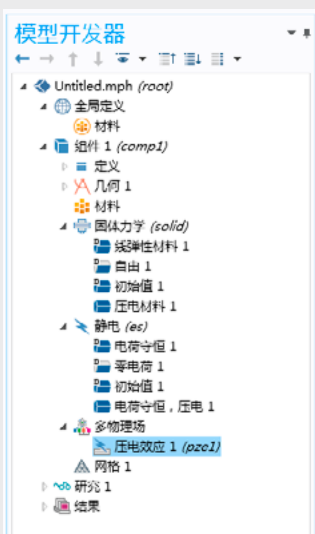 模型开发器
Untitled.mph (root)
全局定义
材料
组件 1 (comp1)
定义
几何 1
材料
固体力学 (solid)
线弹性材料 1
自由 1
初始值 1
压电材料 1
静电 (es)
电荷守恒 1
零电荷 1
初始值 1
电荷守恒，压电 1
多物理场
压电效应 1 (pze1)
网格 1
研究 1
结果